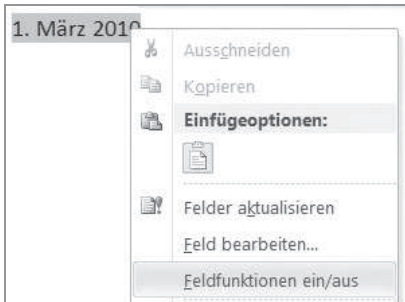 1. März 2010
Ausschneiden
Kopieren
Einfügeoptionen:
Felder aktualisieren
Feld bearbeiten...
Feldfunktionen ein/aus